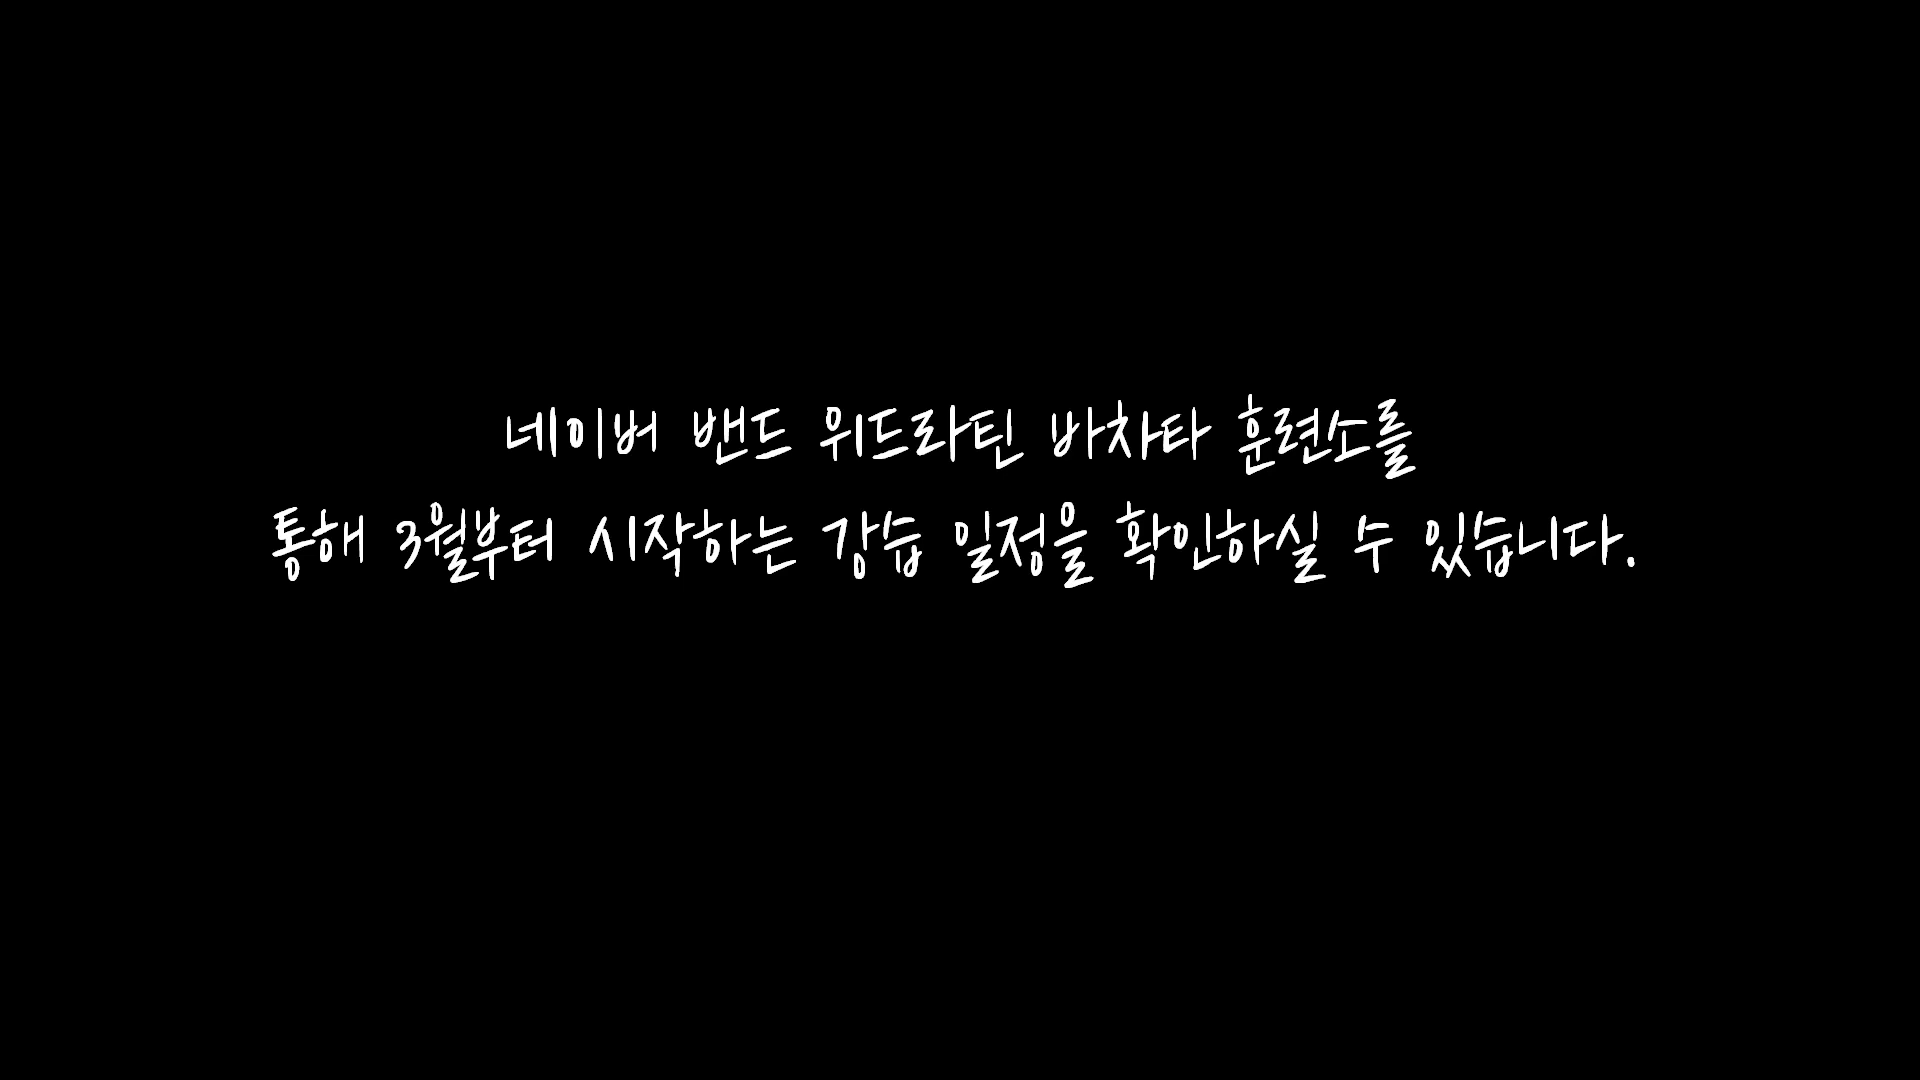 네이버 밴드 위드라틴 바차타 훈련소를
통해 3월부터 시작하는 강습 일정을 확인하실 수 있습니다.